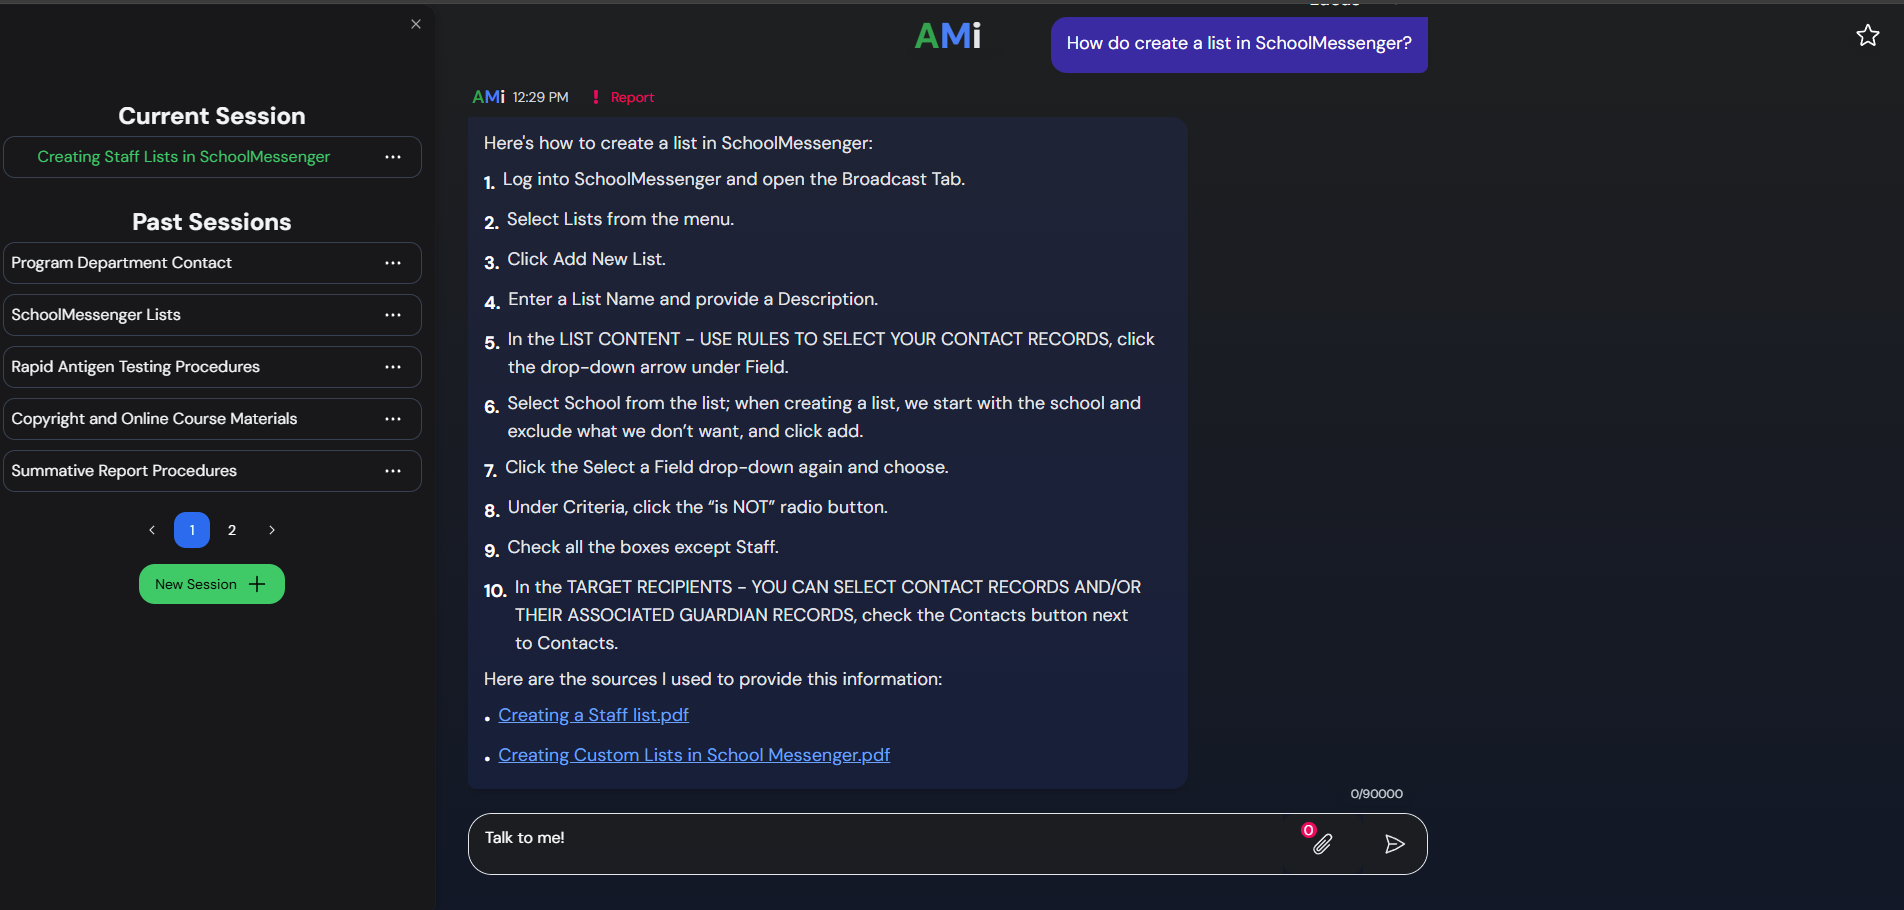 Current Session
Creating Staff Lists in SchoolMessenger
Past Sessions
Program Department Contact
SchoolMessenger Lists
Rapid Antigen Testing Procedures
Copyright and Online Course Materials
Summative Report Procedures
1 2
New Session
AMi
How do create a list in SchoolMessenger?
AMi 12:29 PM ! Report
Here's how to create a list in SchoolMessenger:
1. Log into SchoolMessenger and open the Broadcast Tab.
2. Select Lists from the menu.
3. Click Add New List.
4. Enter a List Name and provide a Description.
5. In the LIST CONTENT - USE RULES TO SELECT YOUR CONTACT RECORDS, click
the drop-down arrow under Field.
6. Select School from the list; when creating a list, we start with the school and
exclude what we don’t want, and click add.
7. Click the Select a Field drop-down again and choose.
8. Under Criteria, click the “is NOT” radio button.
9. Check all the boxes except Staff.
10. In the TARGET RECIPIENTS - YOU CAN SELECT CONTACT RECORDS AND/OR
THEIR ASSOCIATED GUARDIAN RECORDS, check the Contacts button next
to Contacts.
Here are the sources I used to provide this information:
• Creating a Staff list.pdf
• Creating Custom Lists in School Messenger.pdf
0/90000
Talk to me!
0